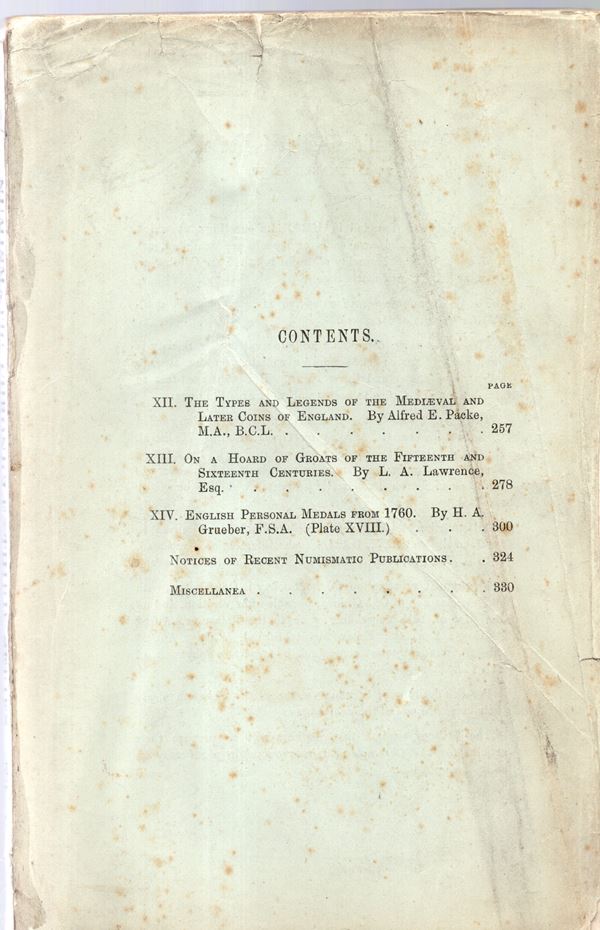 CONTENTS.
PAGE
XII. The Types and Legends of the Mediæval and
Later Coins of England. By Alfred E. Packe,
M.A., B.C.L. . . . . . . . 257
XIII. On a Hoard of Groats of the Fifteenth and
Sixteenth Centuries. By L. A. Lawrence,
Esq. . . . . . . . . 278
XIV. English Personal Medals from 1760. By H. A.
Grueber, F.S.A. (Plate XVIII.) . . . 300
Notices of Recent Numismatic Publications . . 324
Miscellanea . . . . . . . . 330